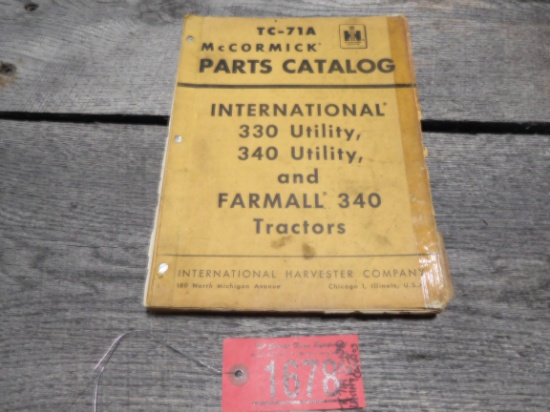 TC-71A
McCORMICK®
PARTS CATALOG
INTERNATIONAL®
330 Utility,
340 Utility,
and
FARMALL® 340
Tractors
INTERNATIONAL HARVESTER COMPANY
180 North Michigan Avenue Chicago 1, Illinois, U.S.A.
1678